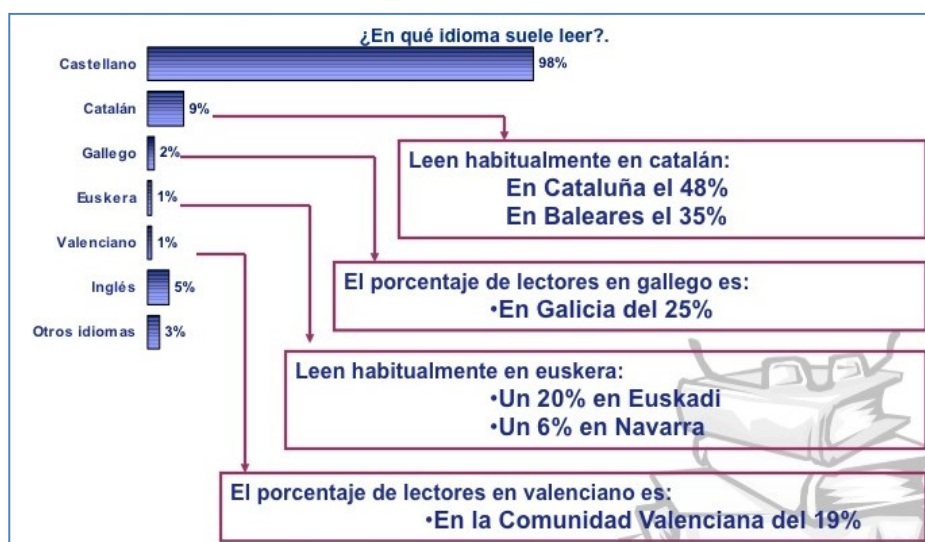 ¿En qué idioma suele leer?.
Castellano 98%
Catalán 9%
Gallego 2%
Euskera 1%
Valenciano 1%
Inglés 5%
Otros idiomas 3%
Leen habitualmente en catalán:
En Cataluña el 48%
En Baleares el 35%
El porcentaje de lectores en gallego es:
•En Galicia del 25%
Leen habitualmente en euskera:
•Un 20% en Euskadi
•Un 6% en Navarra
El porcentaje de lectores en valenciano es:
•En la Comunidad Valenciana del 19%